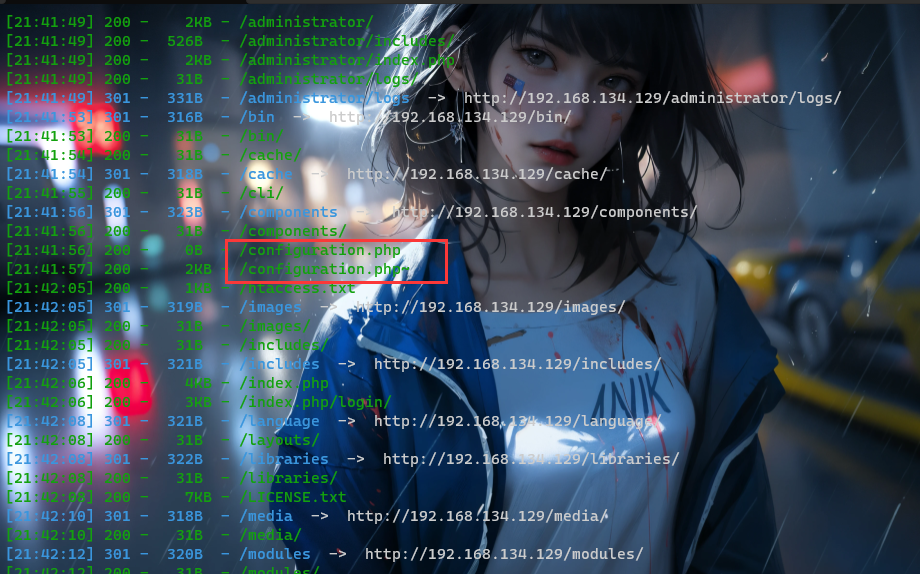 [21:41:49] 200 -   2KB - /administrator/
[21:41:49] 200 -  526B - /administrator/includes/
[21:41:49] 200 -   2KB - /administrator/index.php
[21:41:49] 200 -   31B - /administrator/logs/
[21:41:49] 301 -  331B - /administrator/logs  ->  http://192.168.134.129/administrator/logs/
[21:41:53] 301 -  316B - /bin  ->  http://192.168.134.129/bin/
[21:41:53] 200 -   31B - /bin/
[21:41:54] 200 -   31B - /cache/
[21:41:54] 301 -  318B - /cache  ->  http://192.168.134.129/cache/
[21:41:55] 200 -   31B - /cli/
[21:41:56] 301 -  323B - /components  ->  http://192.168.134.129/components/
[21:41:56] 200 -   31B - /components/
[21:41:56] 200 -    0B - /configuration.php
[21:41:57] 200 -   2KB - /configuration.php~
[21:42:05] 200 -   1KB - /htaccess.txt
[21:42:05] 301 -  319B - /images  ->  http://192.168.134.129/images/
[21:42:05] 200 -   31B - /images/
[21:42:05] 200 -   31B - /includes/
[21:42:05] 301 -  321B - /includes  ->  http://192.168.134.129/includes/
[21:42:06] 200 -   4KB - /index.php
[21:42:06] 200 -   3KB - /index.php/login/
[21:42:08] 301 -  321B - /language  ->  http://192.168.134.129/language/
[21:42:08] 200 -   31B - /layouts/
[21:42:08] 301 -  322B - /libraries  ->  http://192.168.134.129/libraries/
[21:42:08] 200 -   31B - /libraries/
[21:42:08] 200 -   7KB - /LICENSE.txt
[21:42:10] 301 -  318B - /media  ->  http://192.168.134.129/media/
[21:42:10] 200 -   31B - /media/
[21:42:12] 301 -  320B - /modules  ->  http://192.168.134.129/modules/
[21:42:12] 200 -   31B - /modules/